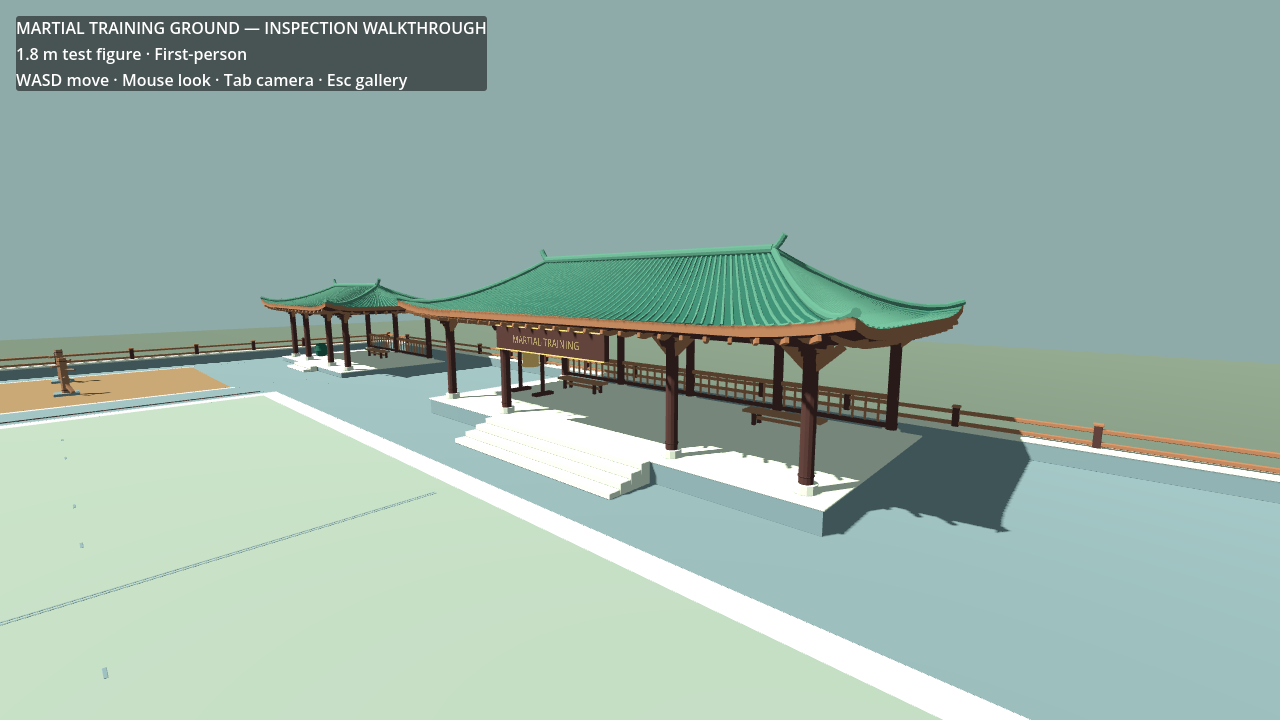 MARTIAL TRAINING GROUND — INSPECTION WALKTHROUGH
1.8 m test figure · First-person
WASD move · Mouse look · Tab camera · Esc gallery
MARTIAL TRAINING